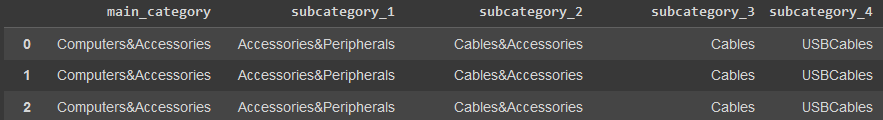 main_category subcategory_1 subcategory_2 subcategory_3 subcategory_4
0 Computers&Accessories Accessories&Peripherals Cables&Accessories Cables USBCables
1 Computers&Accessories Accessories&Peripherals Cables&Accessories Cables USBCables
2 Computers&Accessories Accessories&Peripherals Cables&Accessories Cables USBCables